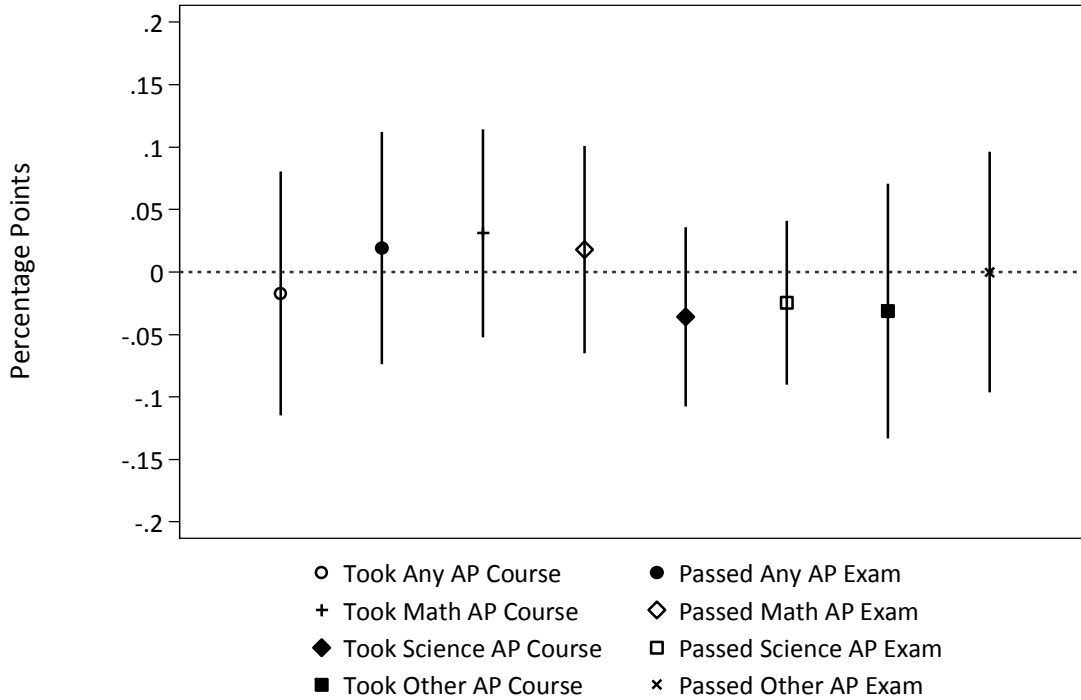 Percentage Points
.2
.15
.1
.05
0
-.05
-.1
-.15
-.2
Took Any AP Course Passed Any AP Exam
Took Math AP Course Passed Math AP Exam
Took Science AP Course Passed Science AP Exam
Took Other AP Course Passed Other AP Exam